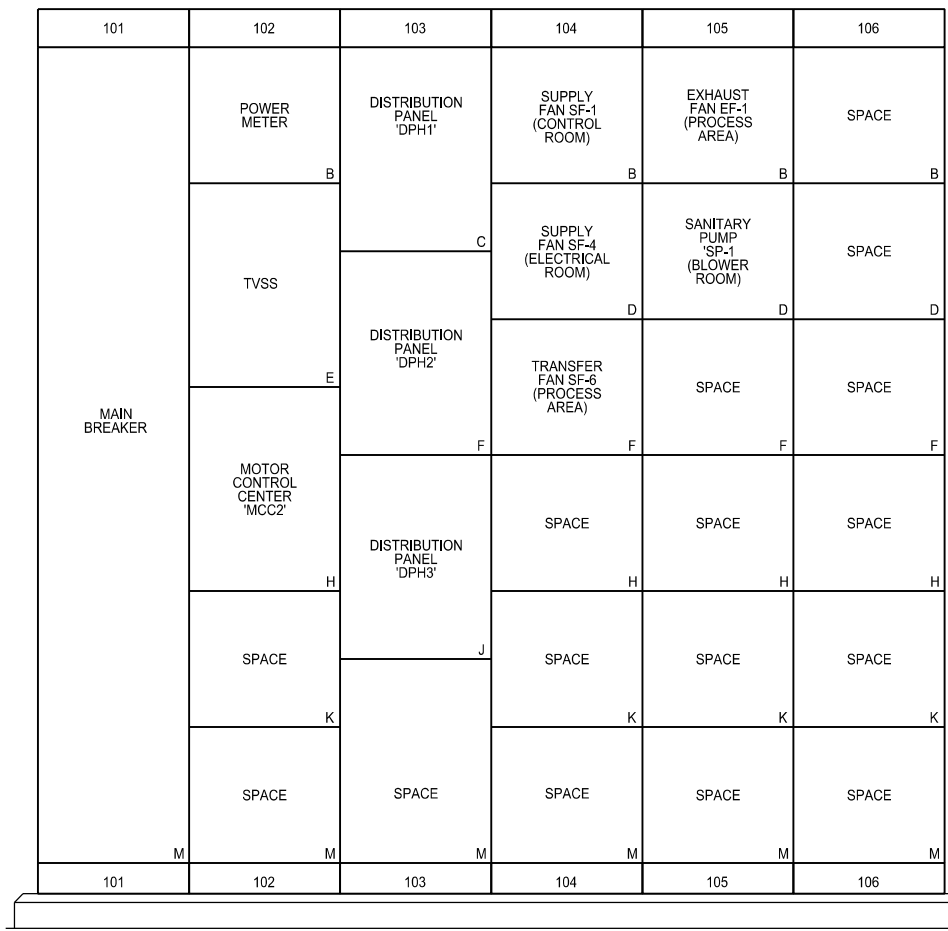 101
102
103
104
105
106
MAIN
BREAKER
M
POWER
METER
B
TVSS
E
MOTOR
CONTROL
CENTER
'MCC2'
H
SPACE
K
SPACE
M
DISTRIBUTION
PANEL
'DPH1'
C
DISTRIBUTION
PANEL
'DPH2'
F
DISTRIBUTION
PANEL
'DPH3'
J
SPACE
M
SUPPLY
FAN SF-1
(CONTROL
ROOM)
B
SUPPLY
FAN SF-4
(ELECTRICAL
ROOM)
D
TRANSFER
FAN SF-6
(PROCESS
AREA)
F
SPACE
H
SPACE
K
SPACE
M
EXHAUST
FAN EF-1
(PROCESS
AREA)
B
SANITARY
PUMP
'SP-1
(BLOWER
ROOM)
D
SPACE
F
SPACE
H
SPACE
K
SPACE
M
SPACE
B
SPACE
D
SPACE
F
SPACE
H
SPACE
K
SPACE
M
101
102
103
104
105
106